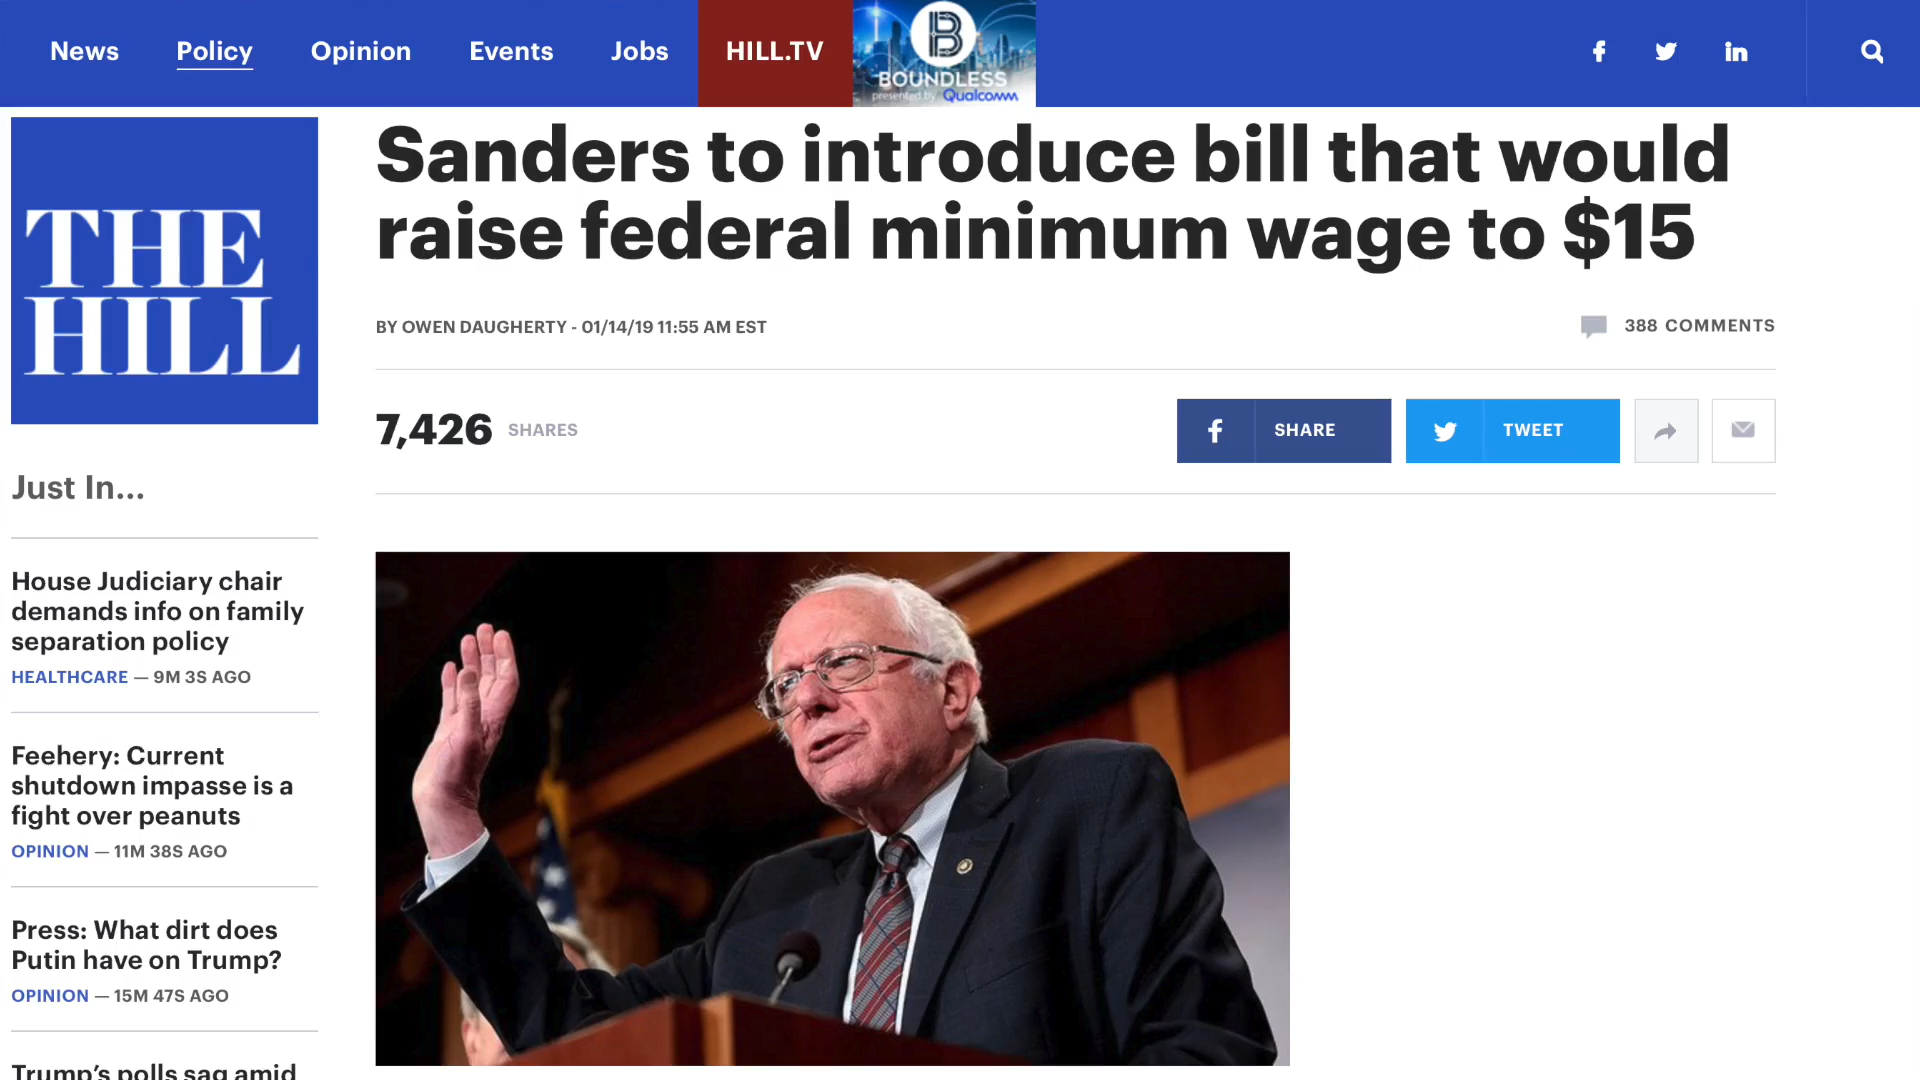 News Policy Opinion Events Jobs HILL.TV
B
BOUNDLESS
presented by Qualcomm
THE
HILL
Sanders to introduce bill that would
raise federal minimum wage to $15
BY OWEN DAUGHERTY - 01/14/19 11:55 AM EST
388 COMMENTS
7,426 SHARES
SHARE
TWEET
Just In...
House Judiciary chair
demands info on family
separation policy
HEALTHCARE — 9M 3S AGO
Feehery: Current
shutdown impasse is a
fight over peanuts
OPINION — 11M 38S AGO
Press: What dirt does
Putin have on Trump?
OPINION — 15M 47S AGO
Trump's polls sag amid